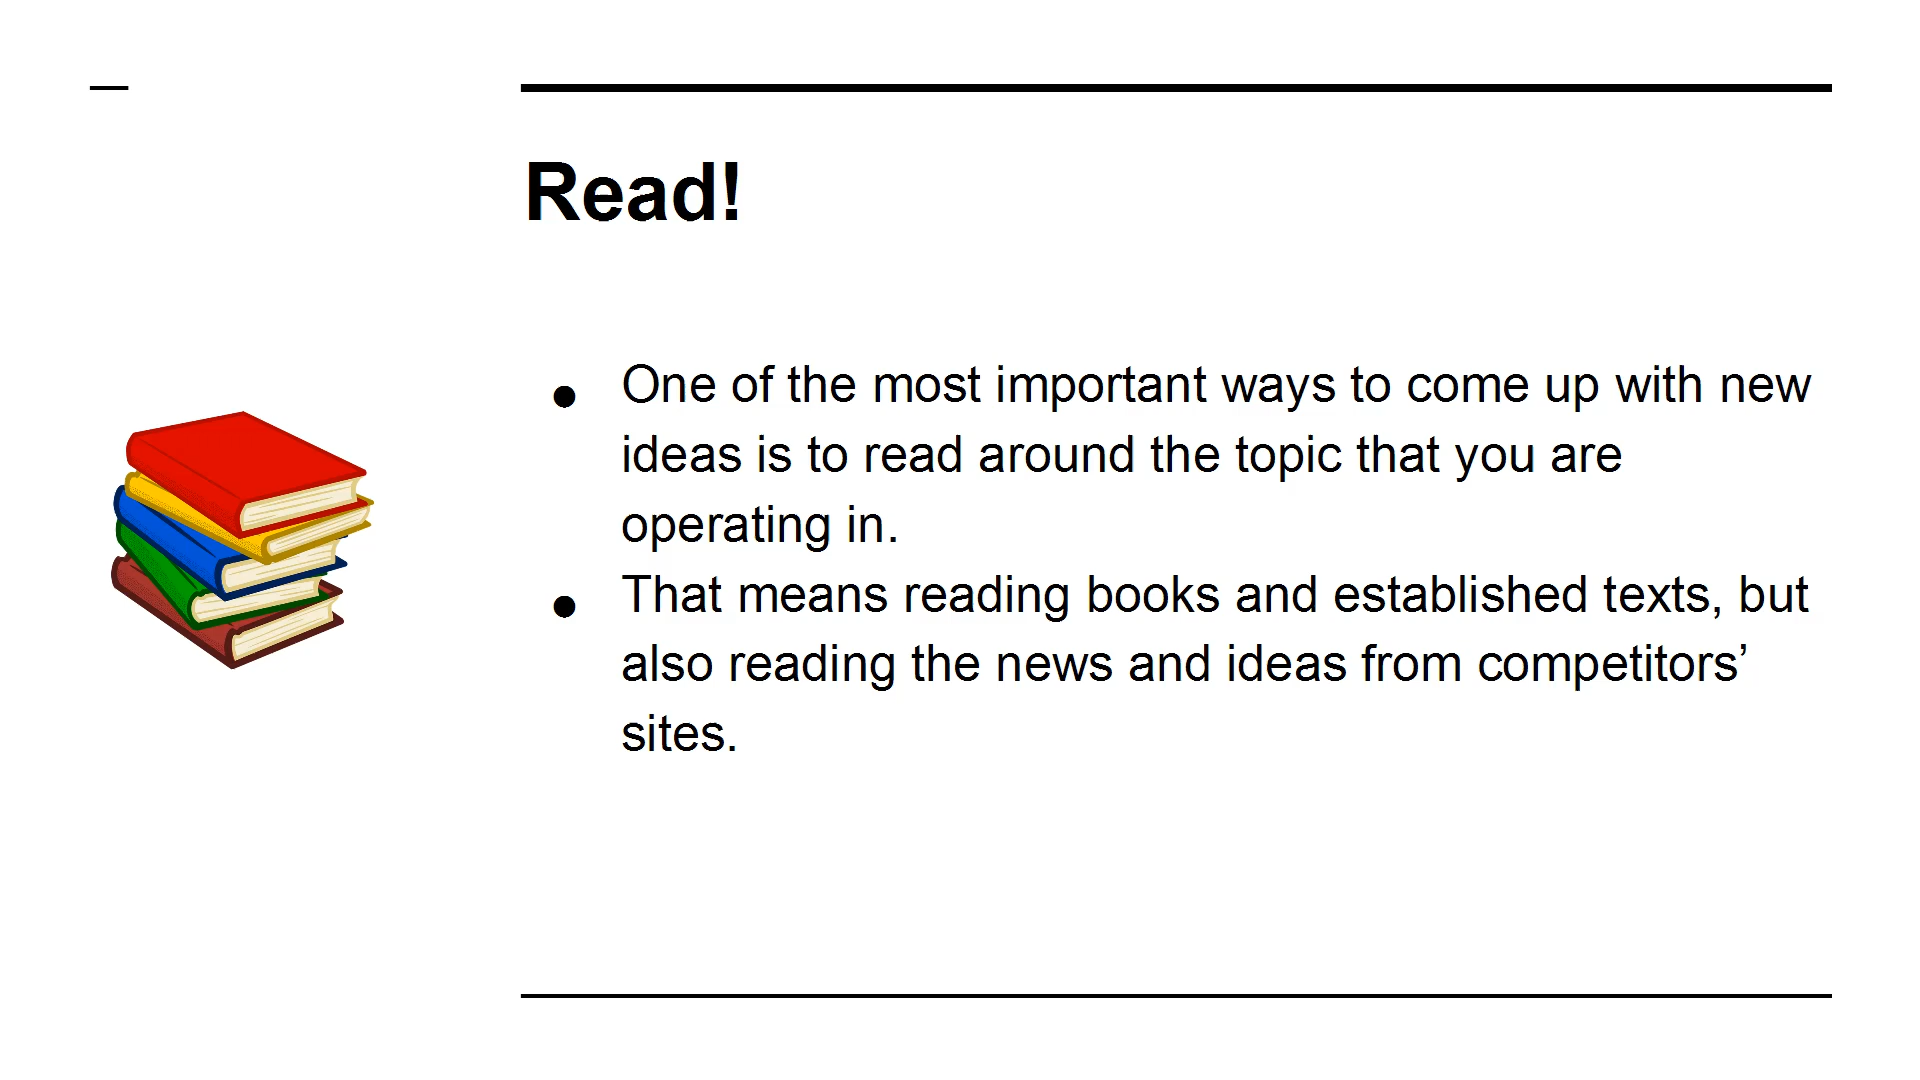 Read!
● One of the most important ways to come up with new
ideas is to read around the topic that you are
operating in.
● That means reading books and established texts, but
also reading the news and ideas from competitors’
sites.